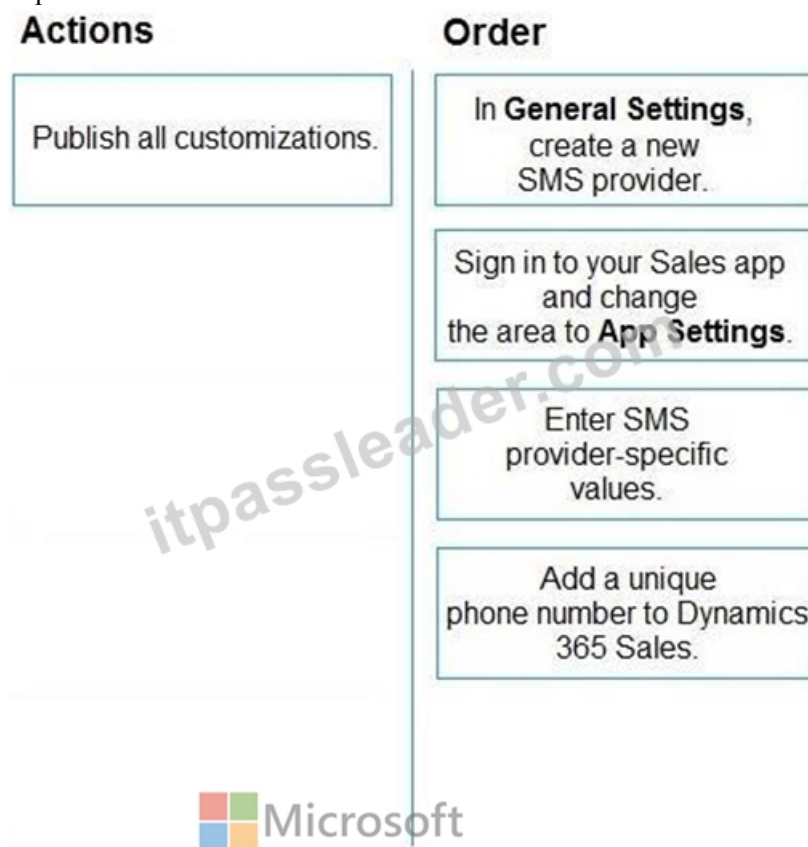 Actions
Order
Publish all customizations.
In General Settings,
create a new
SMS provider.
Sign in to your Sales app
and change
the area to App Settings.
Enter SMS
provider-specific
values.
Add a unique
phone number to Dynamics
365 Sales.
itpassleader.com
Microsoft